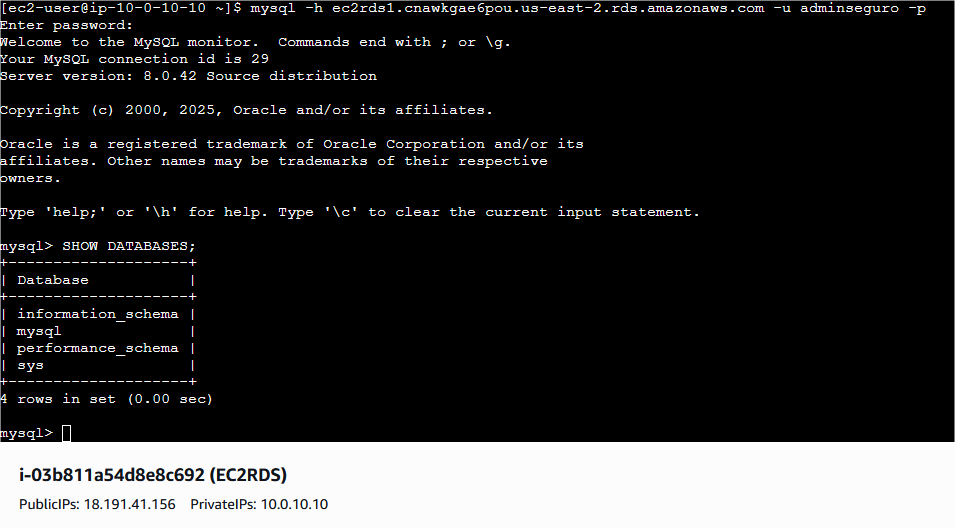 [ec2-user@ip-10-0-10-10 ~]$ mysql -h ec2rds1.cnawkgae6pou.us-east-2.rds.amazonaws.com -u adminseguro -p
Enter password:
Welcome to the MySQL monitor.  Commands end with ; or \g.
Your MySQL connection id is 29
Server version: 8.0.42 Source distribution

Copyright (c) 2000, 2025, Oracle and/or its affiliates.

Oracle is a registered trademark of Oracle Corporation and/or its
affiliates. Other names may be trademarks of their respective
owners.

Type 'help;' or '\h' for help. Type '\c' to clear the current input statement.

mysql> SHOW DATABASES;
+--------------------+
| Database           |
+--------------------+
| information_schema |
| mysql              |
| performance_schema |
| sys                |
+--------------------+
4 rows in set (0.00 sec)

mysql>
i-03b811a54d8e8c692 (EC2RDS)
PublicIPs: 18.191.41.156    PrivateIPs: 10.0.10.10